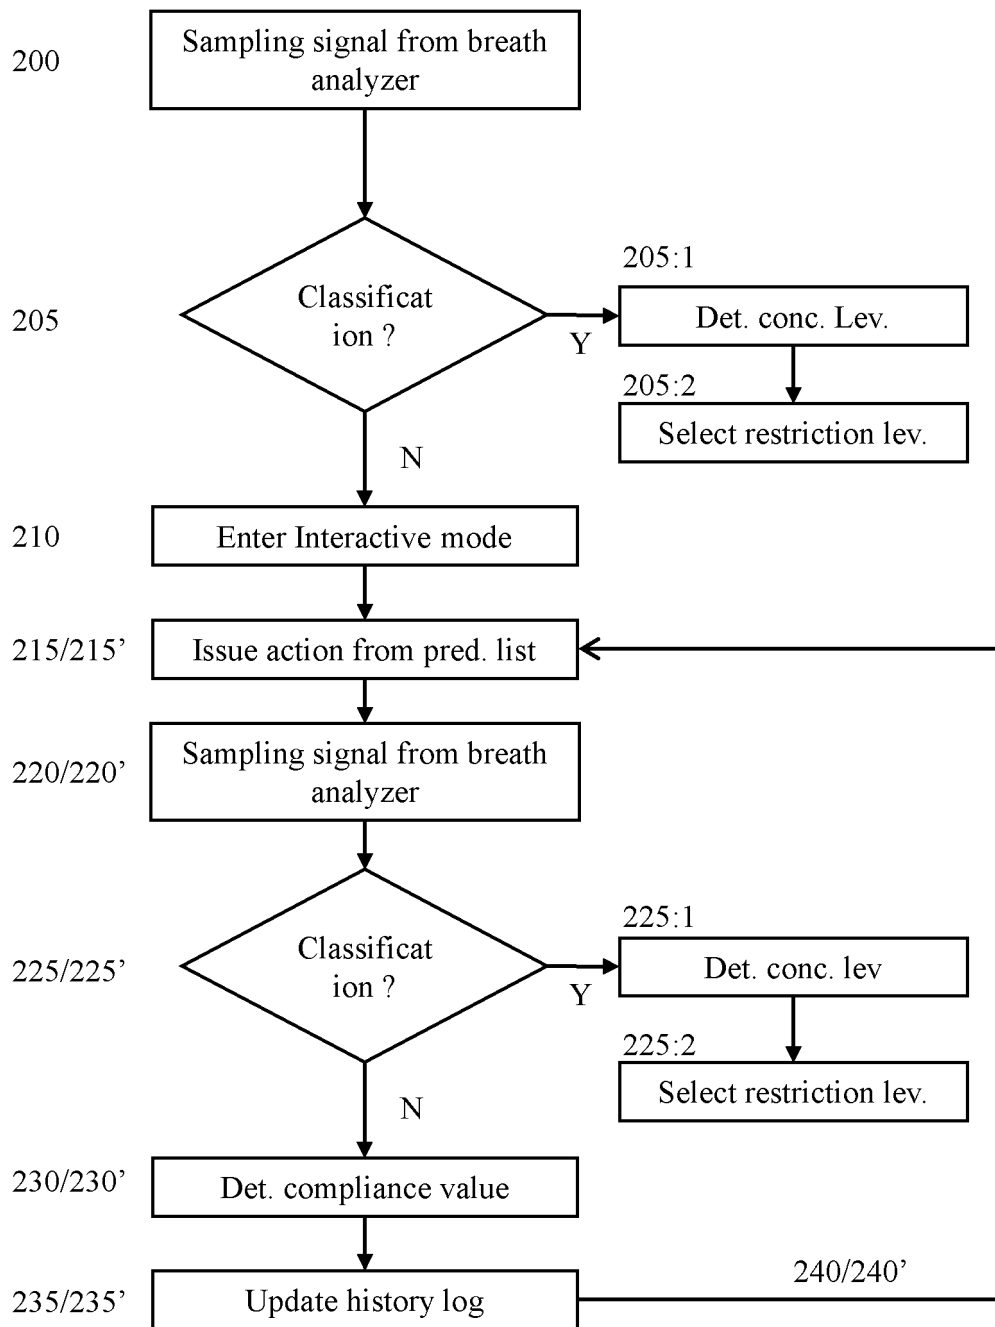 200
Sampling signal from breath
analyzer
205
Classificat
ion ?
Y
205:1
Det. conc. Lev.
205:2
Select restriction lev.
N
210
Enter Interactive mode
215/215’
Issue action from pred. list
220/220’
Sampling signal from breath
analyzer
225/225’
Classificat
ion ?
Y
225:1
Det. conc. lev
225:2
Select restriction lev.
N
230/230’
Det. compliance value
235/235’
Update history log
240/240’